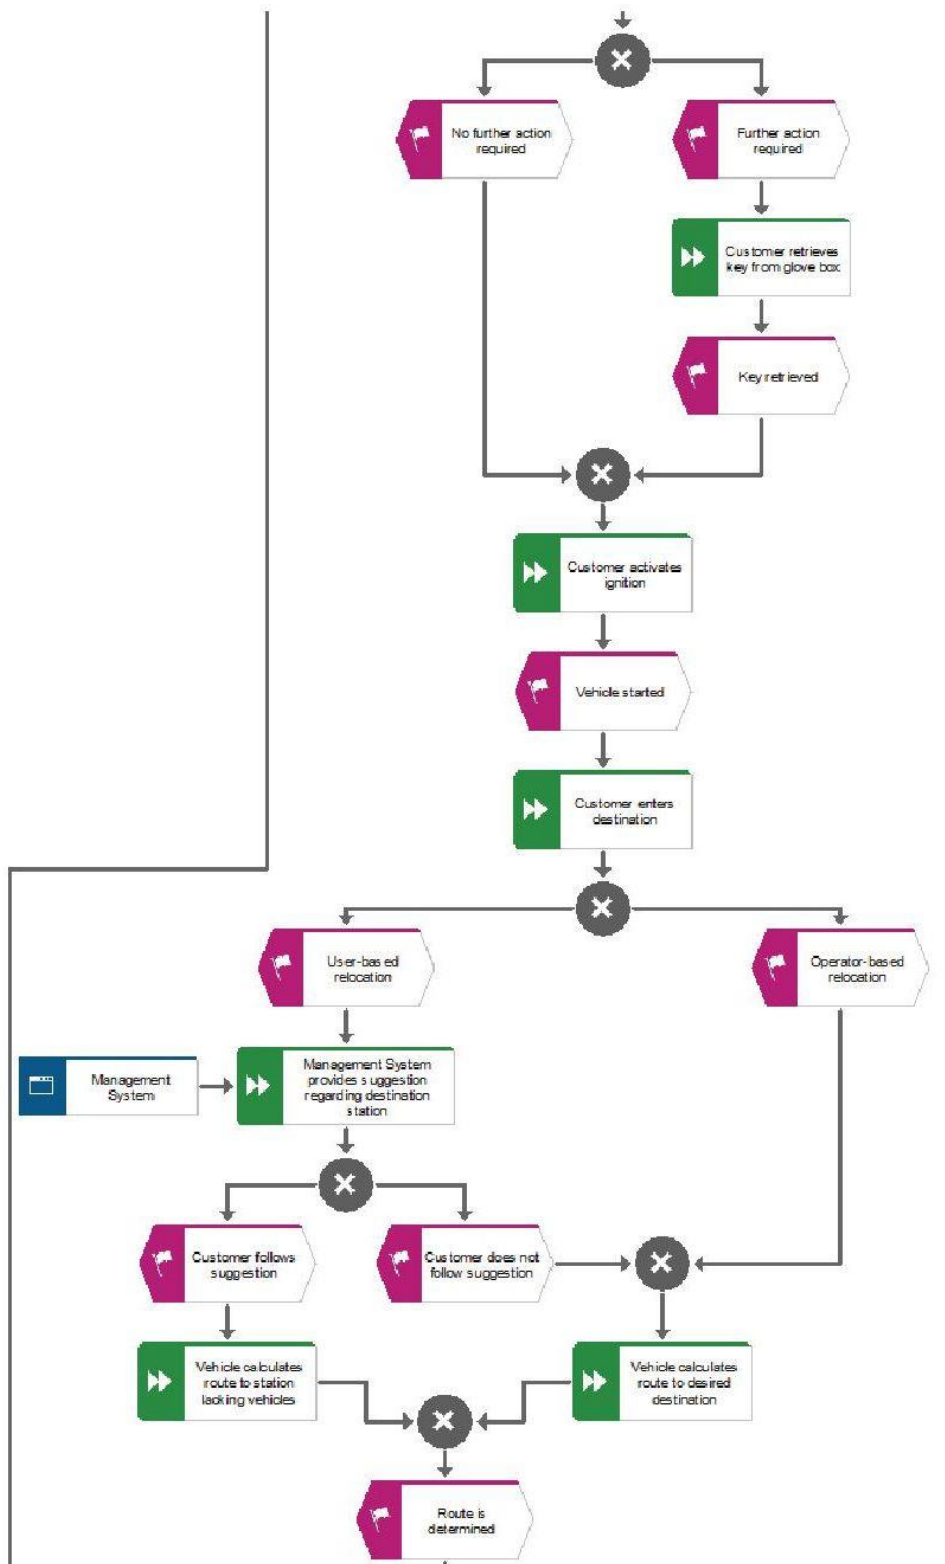 No further action
required
Further action
required
Customer retrieves
key from glove box
Key retrieved
Customer activates
ignition
Vehicle started
Customer enters
destination
User-based
relocation
Operator-based
relocation
Management
System
Management System
provides suggestion
regarding destination
station
Customer follows
suggestion
Customer does not
follow suggestion
Vehicle calculates
route to station
lacking vehicles
Vehicle calculates
route to desired
destination
Route is
determined